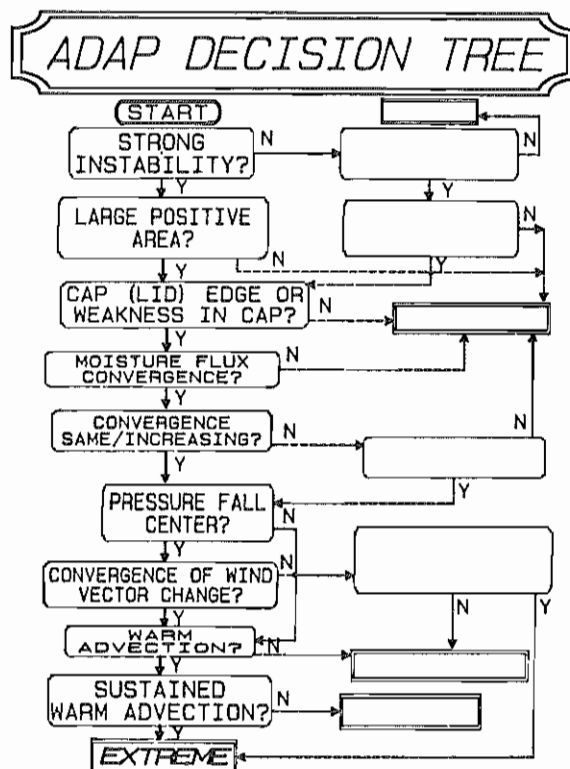 ADAP DECISION TREE
START
STRONG
INSTABILITY?
N
N
Y
Y
LARGE POSITIVE
AREA?
N
N
Y
Y
CAP (LID) EDGE OR
WEAKNESS IN CAP?
N
Y
MOISTURE FLUX
CONVERGENCE?
N
Y
CONVERGENCE
SAME/INCREASING?
N
N
Y
Y
PRESSURE FALL
CENTER?
N
Y
CONVERGENCE OF WIND
VECTOR CHANGE?
N
N
Y
Y
WARM
ADVECTION?
N
Y
SUSTAINED
WARM ADVECTION?
N
Y
EXTREME